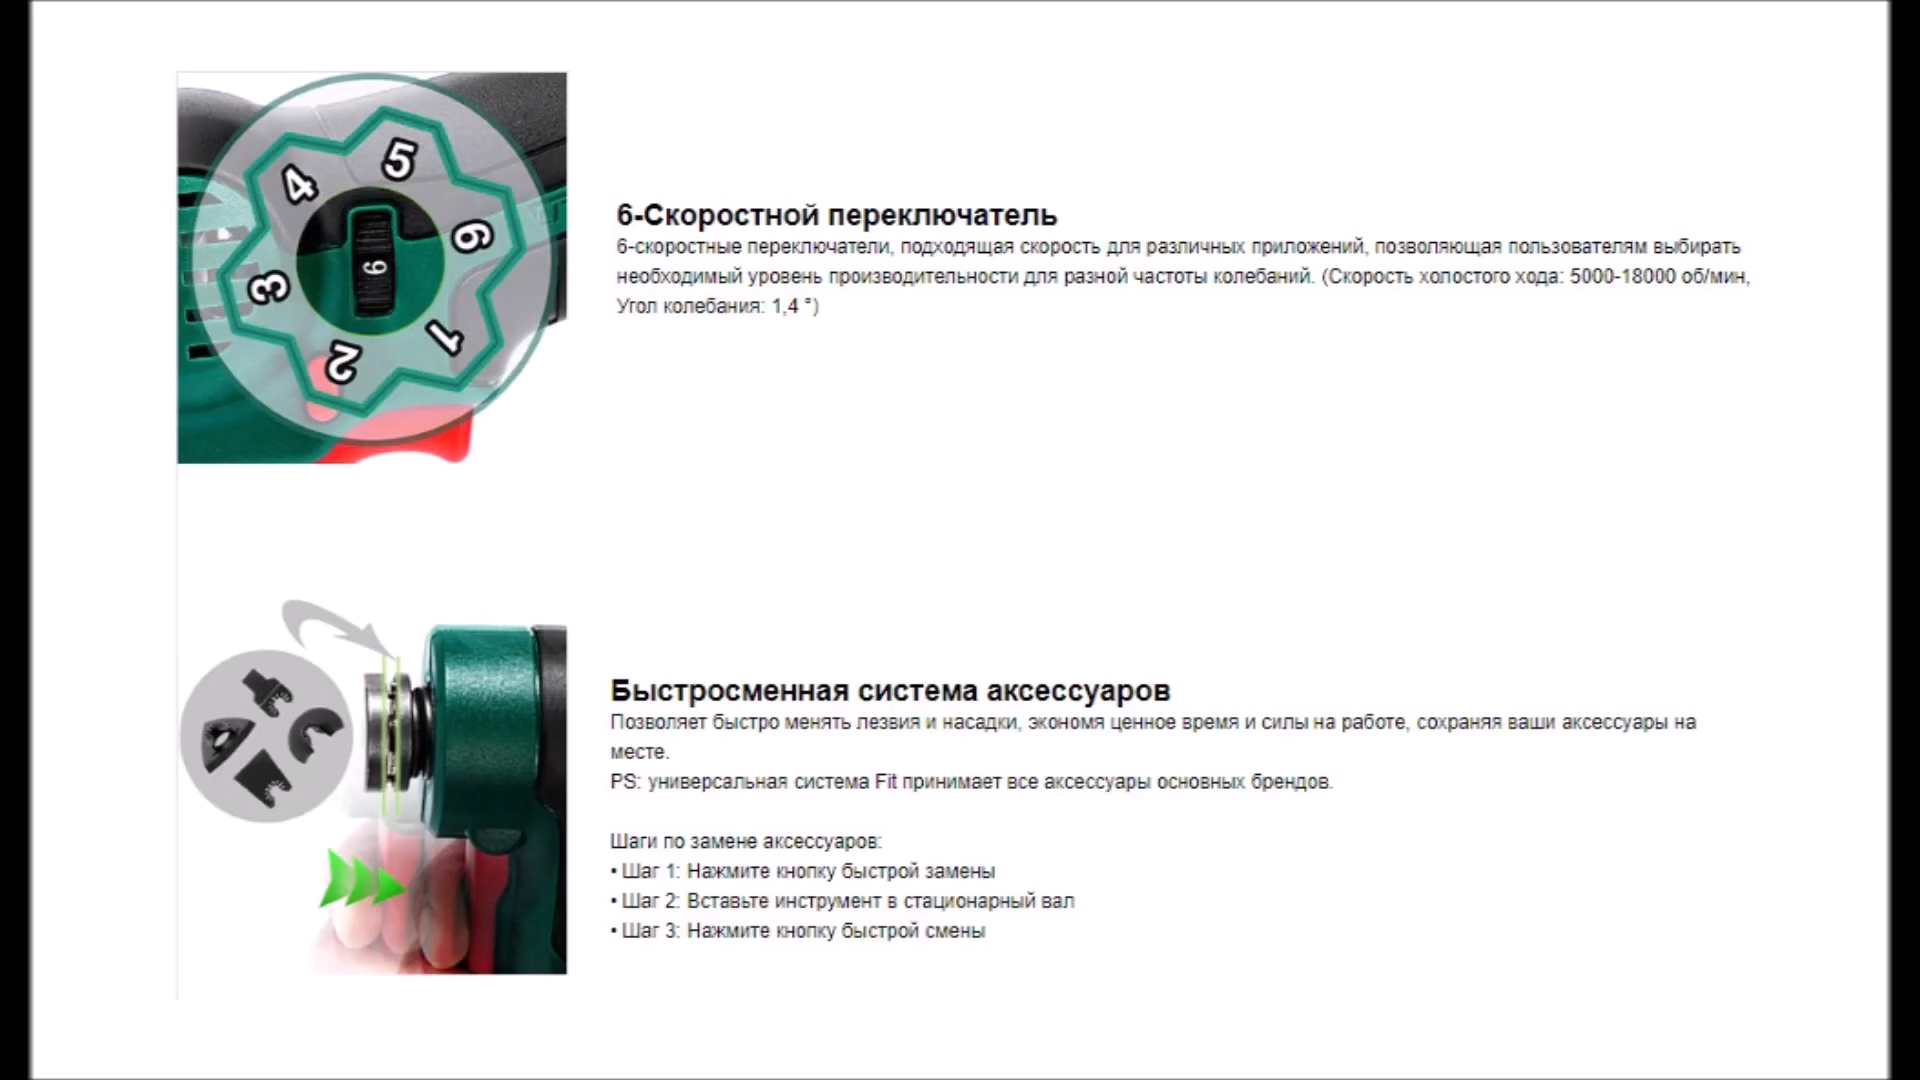 5
4
6
6
3
1
2
6-Скоростной переключатель
6-скоростные переключатели, подходящая скорость для различных приложений, позволяющая пользователям выбирать
необходимый уровень производительности для разной частоты колебаний. (Скорость холостого хода: 5000-18000 об/мин,
Угол колебания: 1,4 °)
Быстросменная система аксессуаров
Позволяет быстро менять лезвия и насадки, экономя ценное время и силы на работе, сохраняя ваши аксессуары на
месте.
PS: универсальная система Fit принимает все аксессуары основных брендов.
Шаги по замене аксессуаров:
• Шаг 1: Нажмите кнопку быстрой замены
• Шаг 2: Вставьте инструмент в стационарный вал
• Шаг 3: Нажмите кнопку быстрой смены